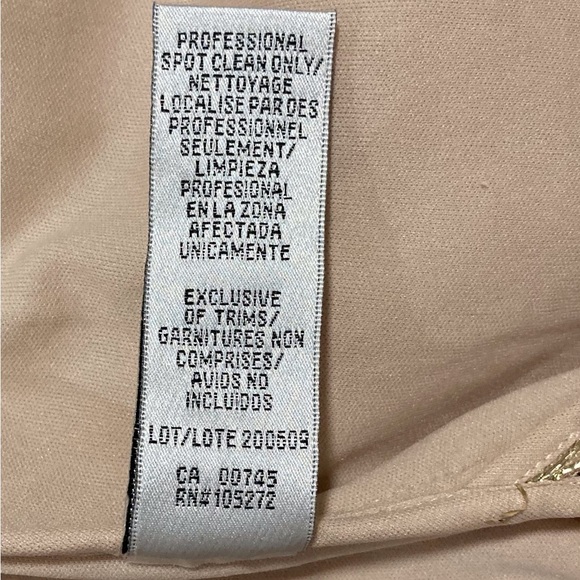 PROFESSIONAL
SPOT CLEAN ONLY/
NETTOYAGE
LOCALISE PAR DES
PROFESSIONNEL
SEULEMENT/
LIMPIEZA
PROFESIONAL
EN LA ZONA
AFECTADA
UNICAMENTE
EXCLUSIVE
OF TRIMS/
GARNITURES NON
COMPRISES/
AVIOS NO
INCLUIDOS
LOT/LOTE 200509
CA 00745
RN#105272